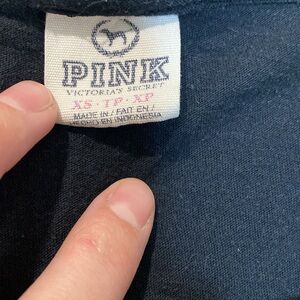 PINK
VICTORIA'S SECRET
XS · TP · XP
MADE IN / FAIT EN /
HECHO EN INDONESIA